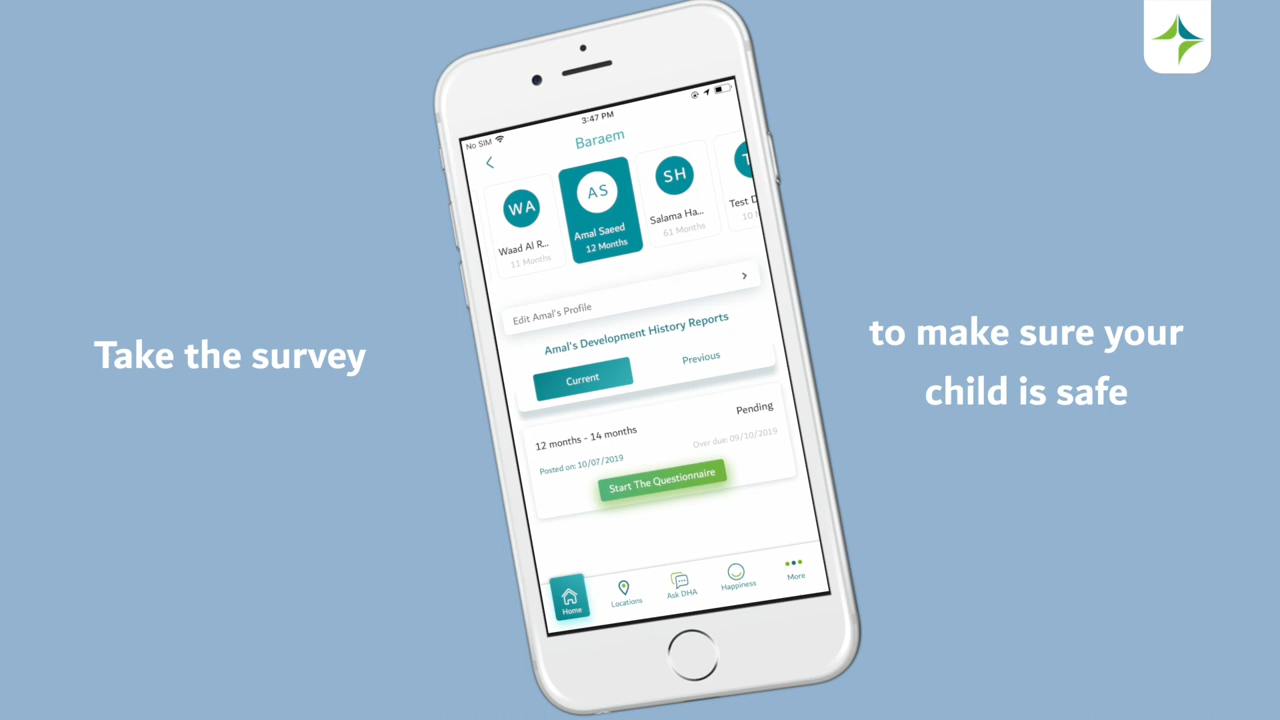 Take the survey
to make sure your
child is safe
No SIM
3:47 PM
Baraem
WA
Waad Al R...
11 Months
AS
Amal Saeed
12 Months
SH
Salama Ha...
61 Months
T
Test D
10
Edit Amal's Profile
Amal's Development History Reports
Current
Previous
12 months - 14 months
Pending
Posted on: 10/07/2019
Over due: 09/10/2019
Start The Questionnaire
Home
Locations
Ask DHA
Happiness
More